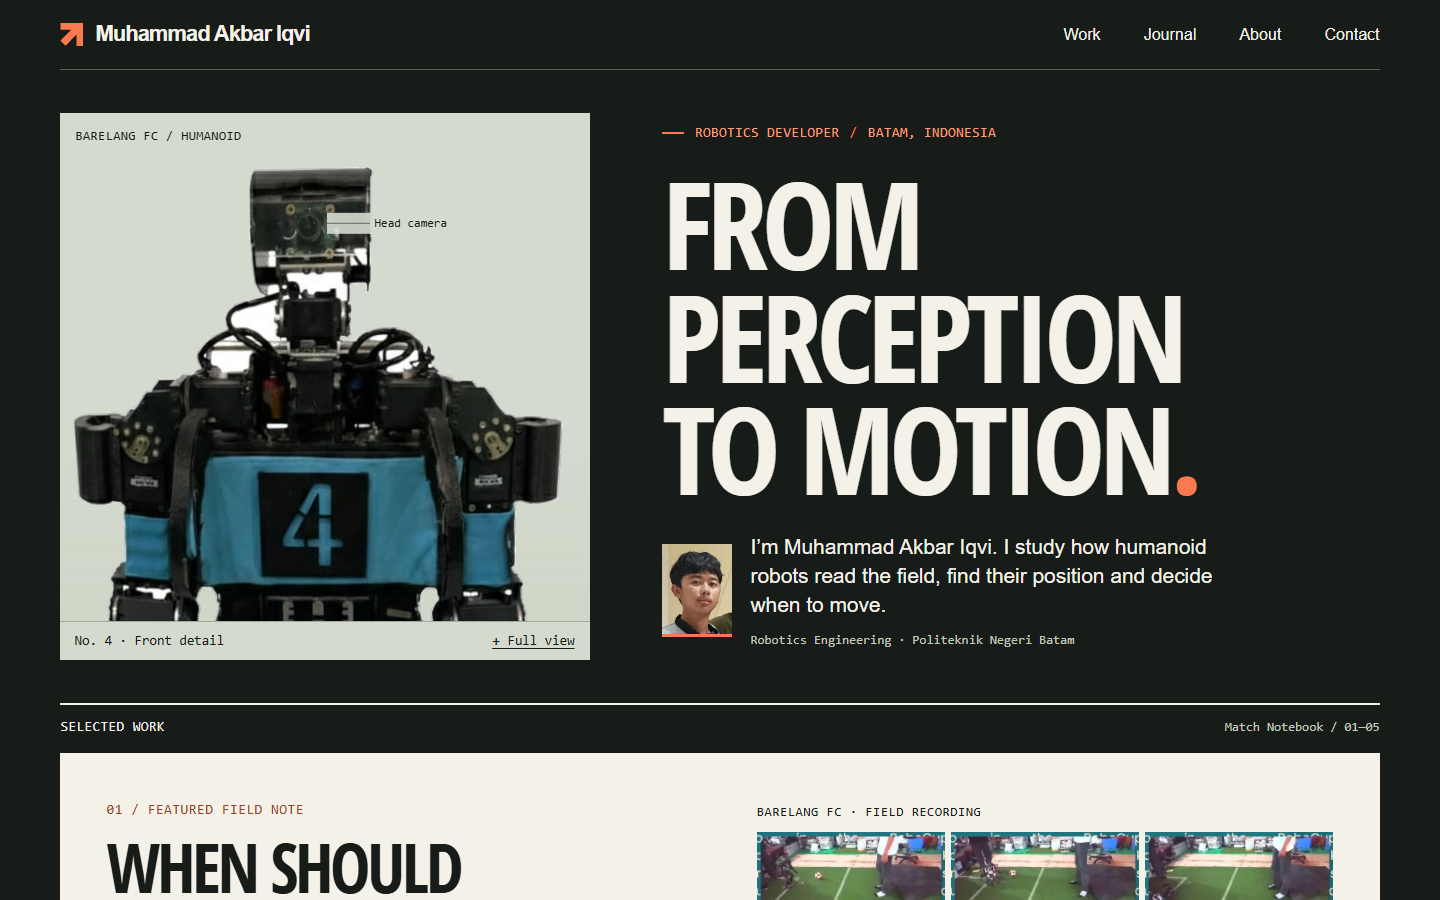 Muhammad Akbar Iqvi
Work
Journal
About
Contact
BARELANG FC / HUMANOID
Head camera
4
No. 4 · Front detail
+ Full view
ROBOTICS DEVELOPER / BATAM, INDONESIA
FROM
PERCEPTION
TO MOTION.
I’m Muhammad Akbar Iqvi. I study how humanoid
robots read the field, find their position and decide
when to move.
Robotics Engineering · Politeknik Negeri Batam
SELECTED WORK
Match Notebook / 01—05
01 / FEATURED FIELD NOTE
WHEN SHOULD
BARELANG FC · FIELD RECORDING